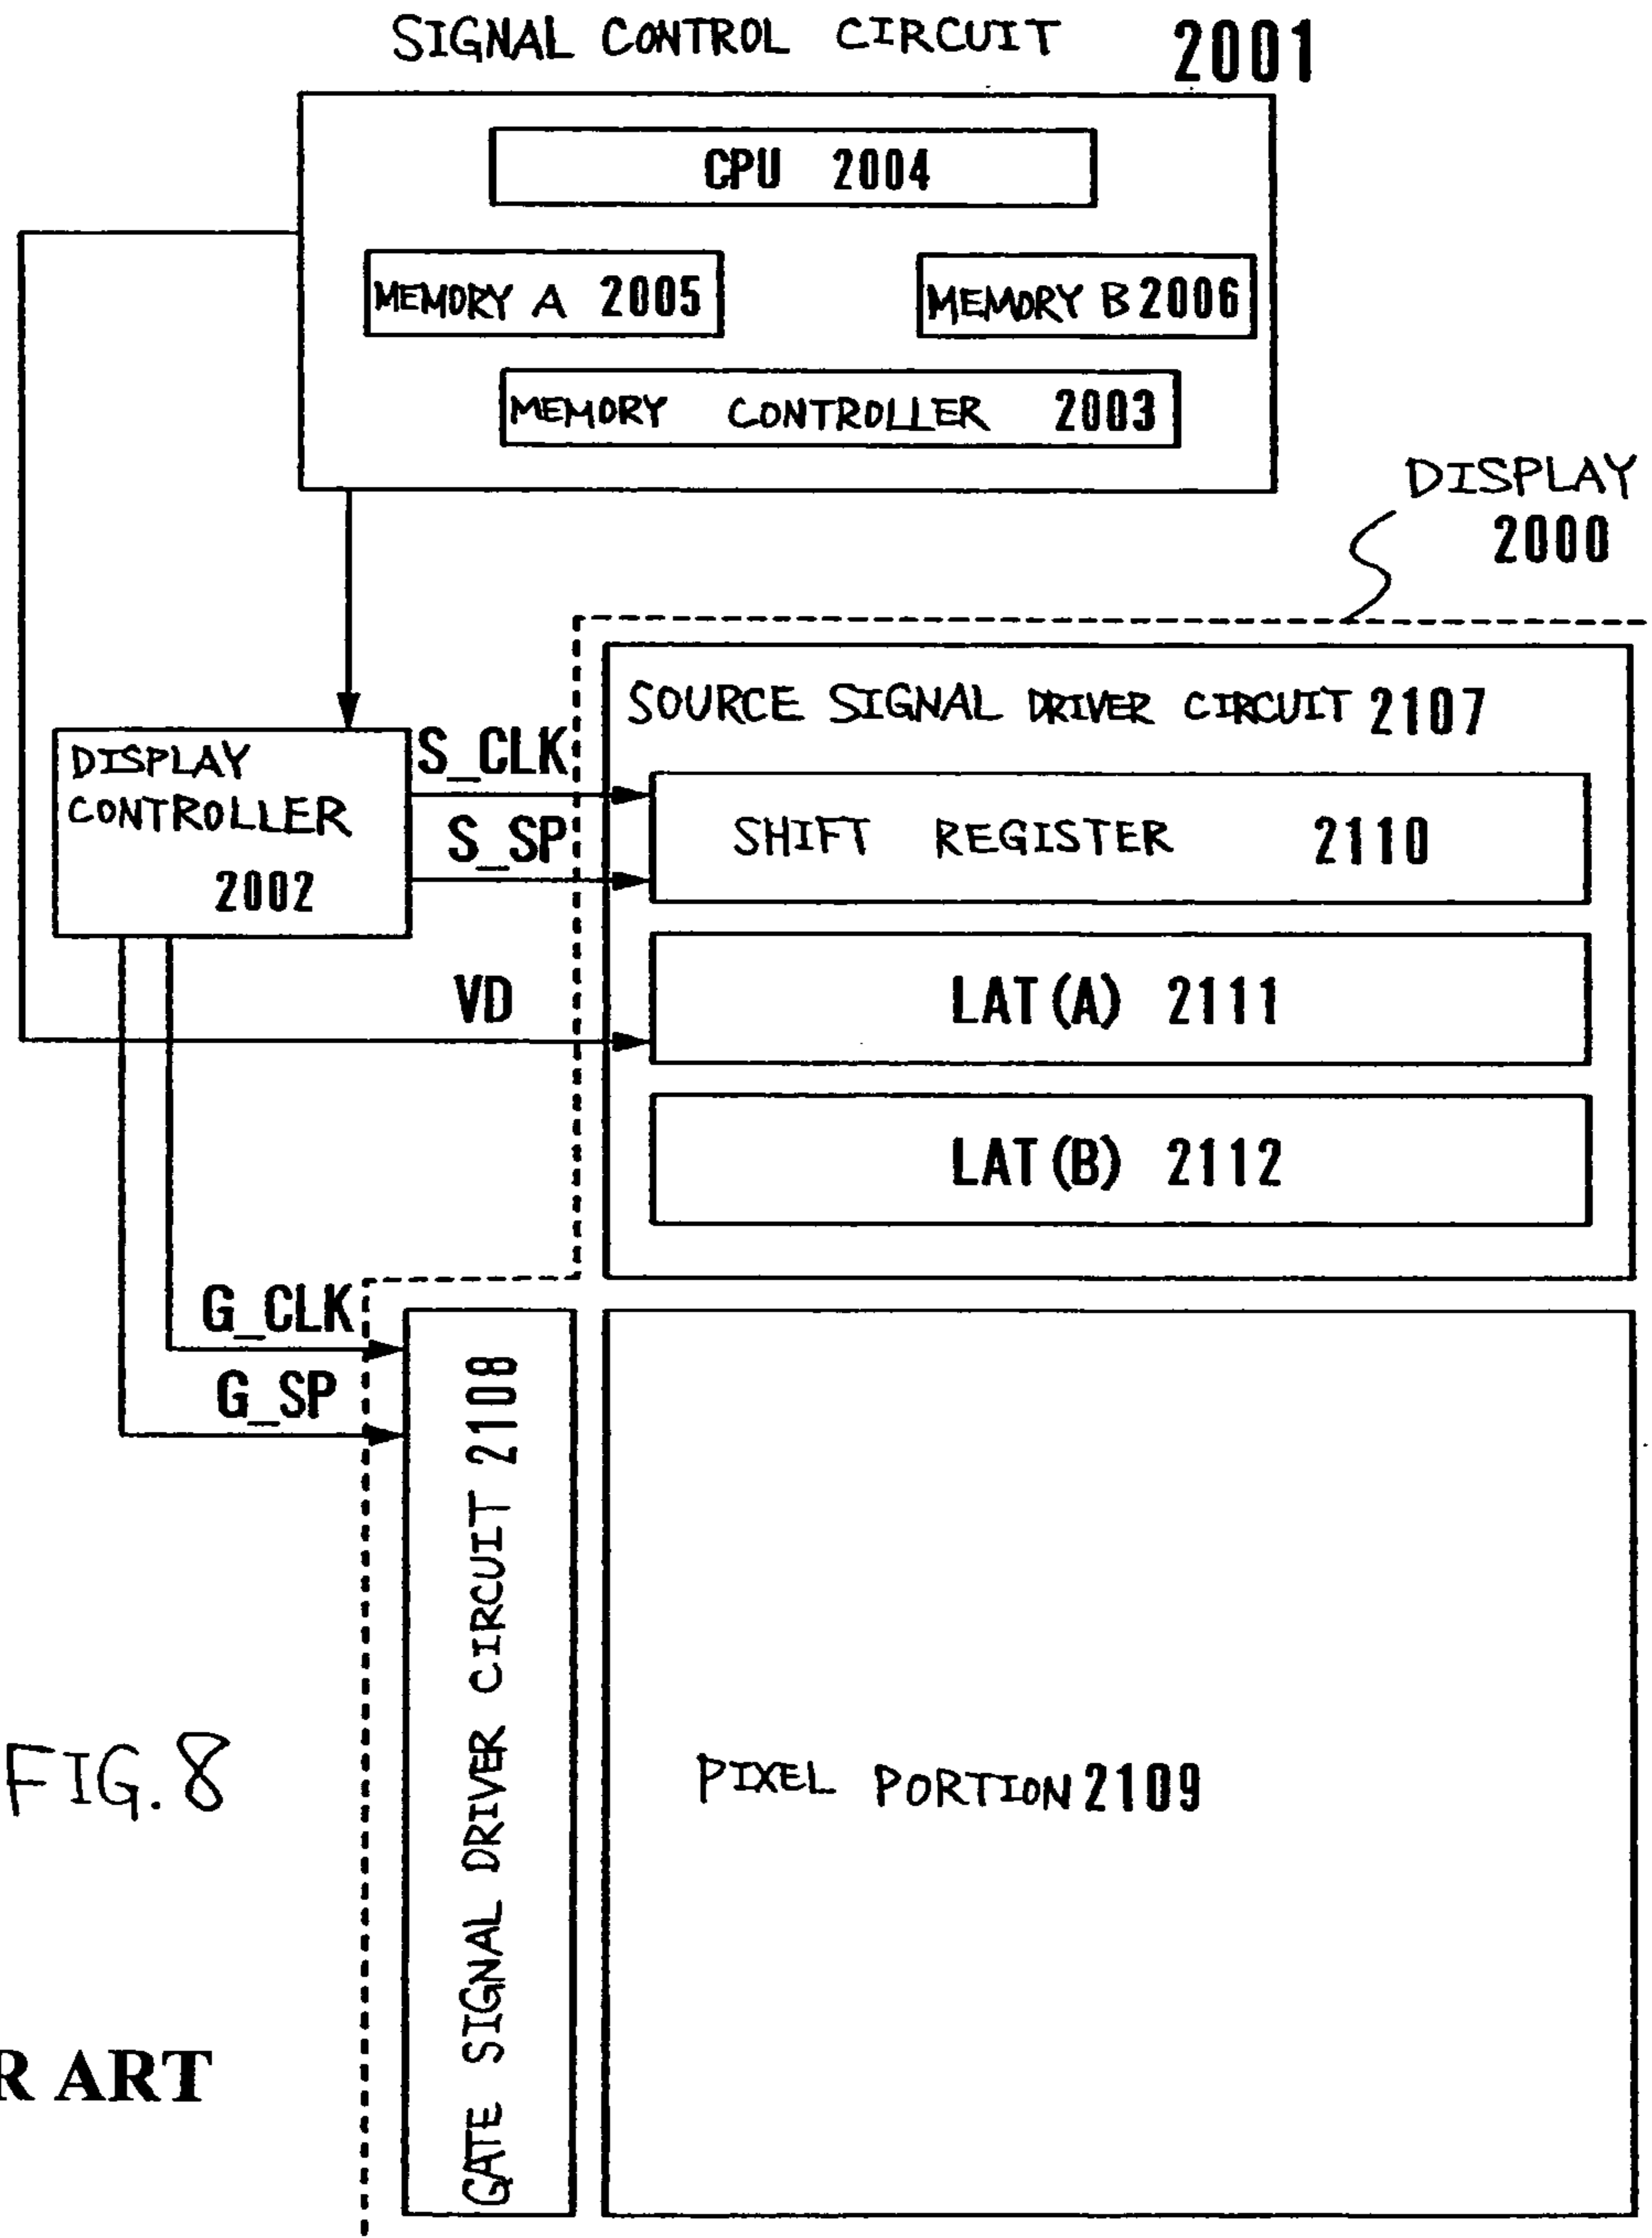 SIGNAL CONTROL CIRCUIT 2001
CPU 2004
MEMORY A 2005
MEMORY B 2006
MEMORY CONTROLLER 2003
DISPLAY
2000
SOURCE SIGNAL DRIVER CIRCUIT 2107
DISPLAY
CONTROLLER
2002
S_CLK
S_SP
SHIFT REGISTER 2110
VD
LAT(A) 2111
LAT(B) 2112
G_CLK
G_SP
GATE SIGNAL DRIVER CIRCUIT 2108
PIXEL PORTION 2109
FIG. 8
R ART